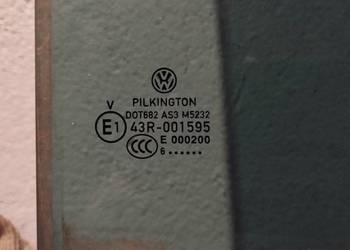 PILKINGTON
DOT682 AS3 M5232
V
E1 43R-001595
CCC E 000200
6 ......